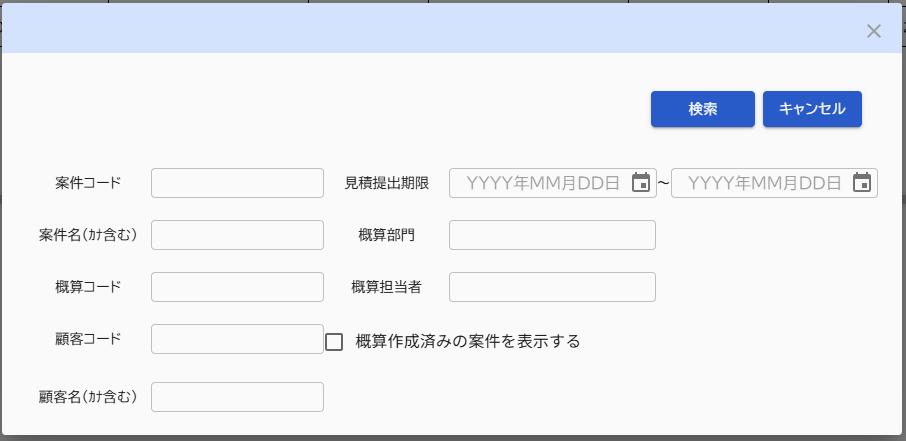 検索 キャンセル
案件コード 見積提出期限 YYYY年MM月DD日 ~ YYYY年MM月DD日
案件名(ｶﾅ含む) 概算部門
概算コード 概算担当者
顧客コード 概算作成済みの案件を表示する
顧客名(ｶﾅ含む)